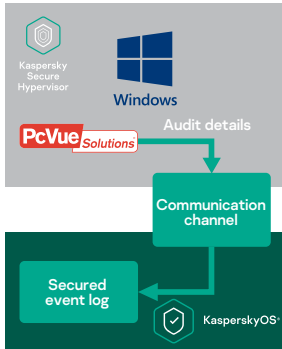 Kaspersky
Secure
Hypervisor
Windows
PcVue Solutions
Audit details
Communication
channel
Secured
event log
KasperskyOS®